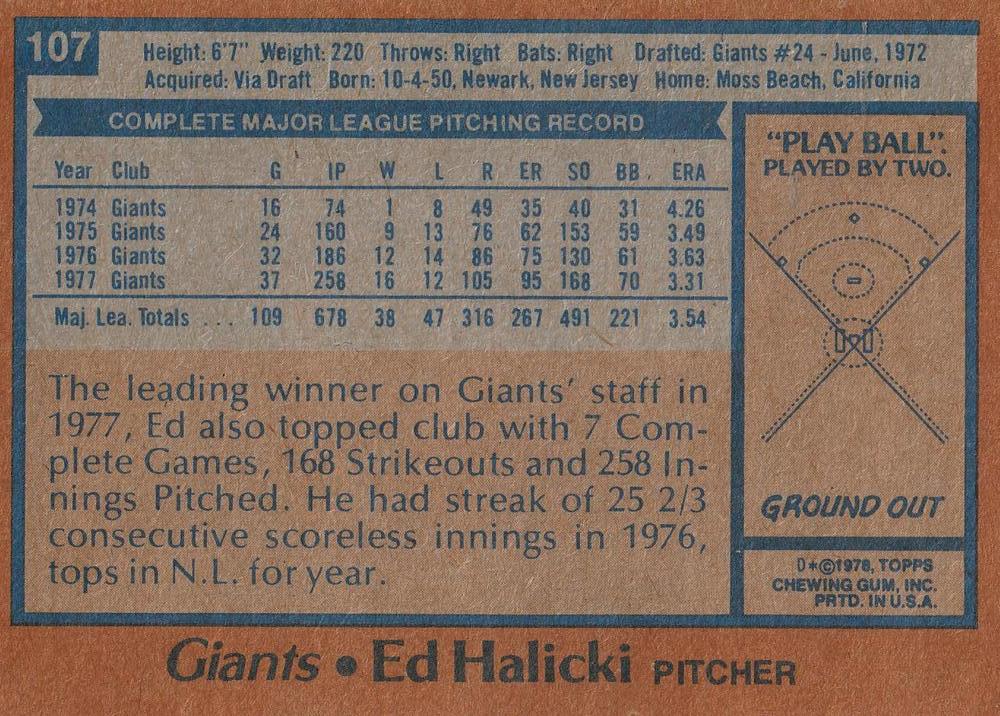 107
Height: 6'7" Weight: 220 Throws: Right Bats: Right Drafted: Giants #24 - June, 1972
Acquired: Via Draft Born: 10-4-50, Newark, New Jersey Home: Moss Beach, California
COMPLETE MAJOR LEAGUE PITCHING RECORD
Year Club G IP W L R ER SO BB ERA
1974 Giants 16 74 1 8 49 35 40 31 4.26
1975 Giants 24 160 9 13 76 62 153 59 3.49
1976 Giants 32 186 12 14 86 75 130 61 3.63
1977 Giants 37 258 16 12 105 95 168 70 3.31
Maj. Lea. Totals ... 109 678 38 47 316 267 491 221 3.54
The leading winner on Giants' staff in
1977, Ed also topped club with 7 Com-
plete Games, 168 Strikeouts and 258 In-
nings Pitched. He had streak of 25 2/3
consecutive scoreless innings in 1976,
tops in N.L. for year.
"PLAY BALL".
PLAYED BY TWO.
GROUND OUT
D*©1978, TOPPS
CHEWING GUM, INC.
PRTD. IN U.S.A.
Giants • Ed Halicki PITCHER